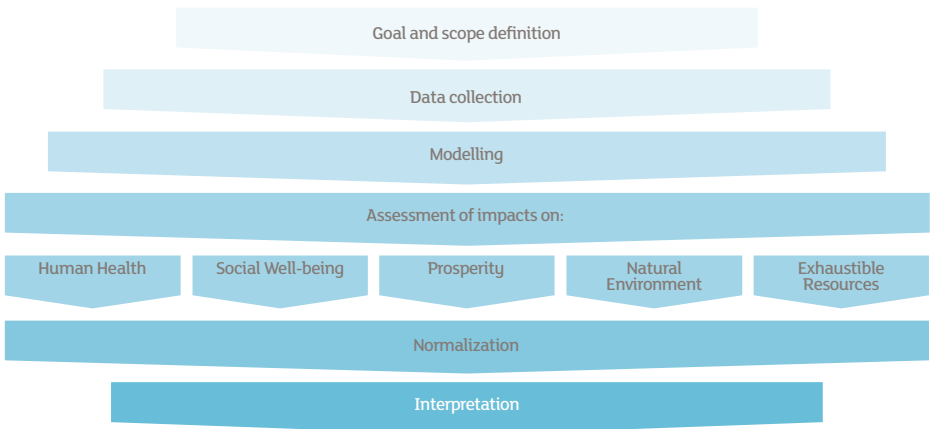 Goal and scope definition
Data collection
Modelling
Assessment of impacts on:
Human Health
Social Well-being
Prosperity
Natural
Environment
Exhaustible
Resources
Normalization
Interpretation